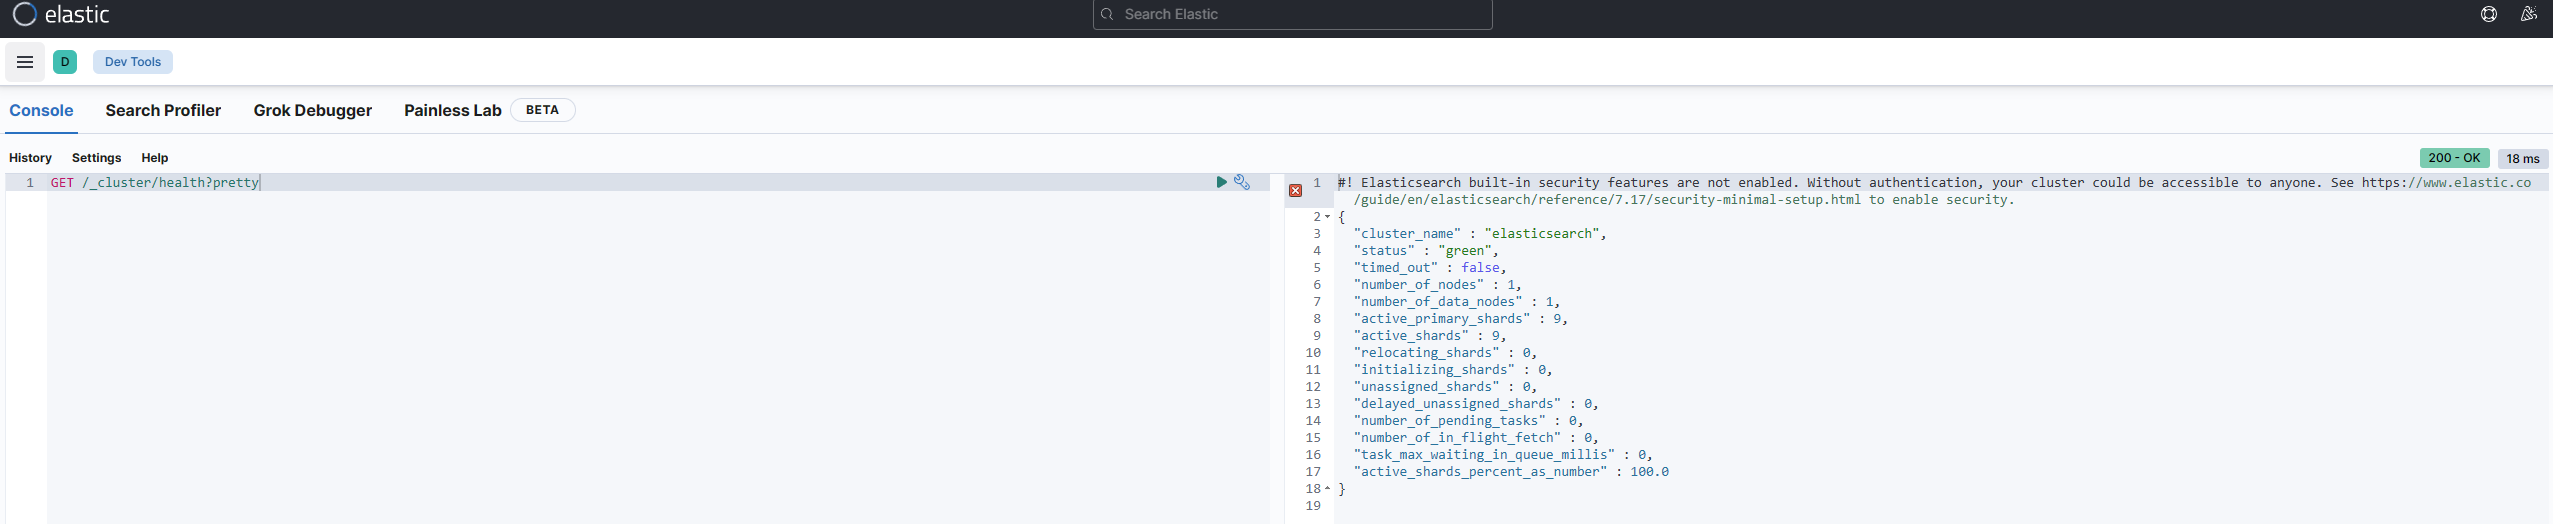 elastic
Search Elastic
D
Dev Tools
Console
Search Profiler
Grok Debugger
Painless Lab
BETA
History
Settings
Help
200 - OK
18 ms
1 GET /_cluster/health?pretty
1 #! Elasticsearch built-in security features are not enabled. Without authentication, your cluster could be accessible to anyone. See https://www.elastic.co
/guide/en/elasticsearch/reference/7.17/security-minimal-setup.html to enable security.
2 {
3 "cluster_name" : "elasticsearch",
4 "status" : "green",
5 "timed_out" : false,
6 "number_of_nodes" : 1,
7 "number_of_data_nodes" : 1,
8 "active_primary_shards" : 9,
9 "active_shards" : 9,
10 "relocating_shards" : 0,
11 "initializing_shards" : 0,
12 "unassigned_shards" : 0,
13 "delayed_unassigned_shards" : 0,
14 "number_of_pending_tasks" : 0,
15 "number_of_in_flight_fetch" : 0,
16 "task_max_waiting_in_queue_millis" : 0,
17 "active_shards_percent_as_number" : 100.0
18 }
19